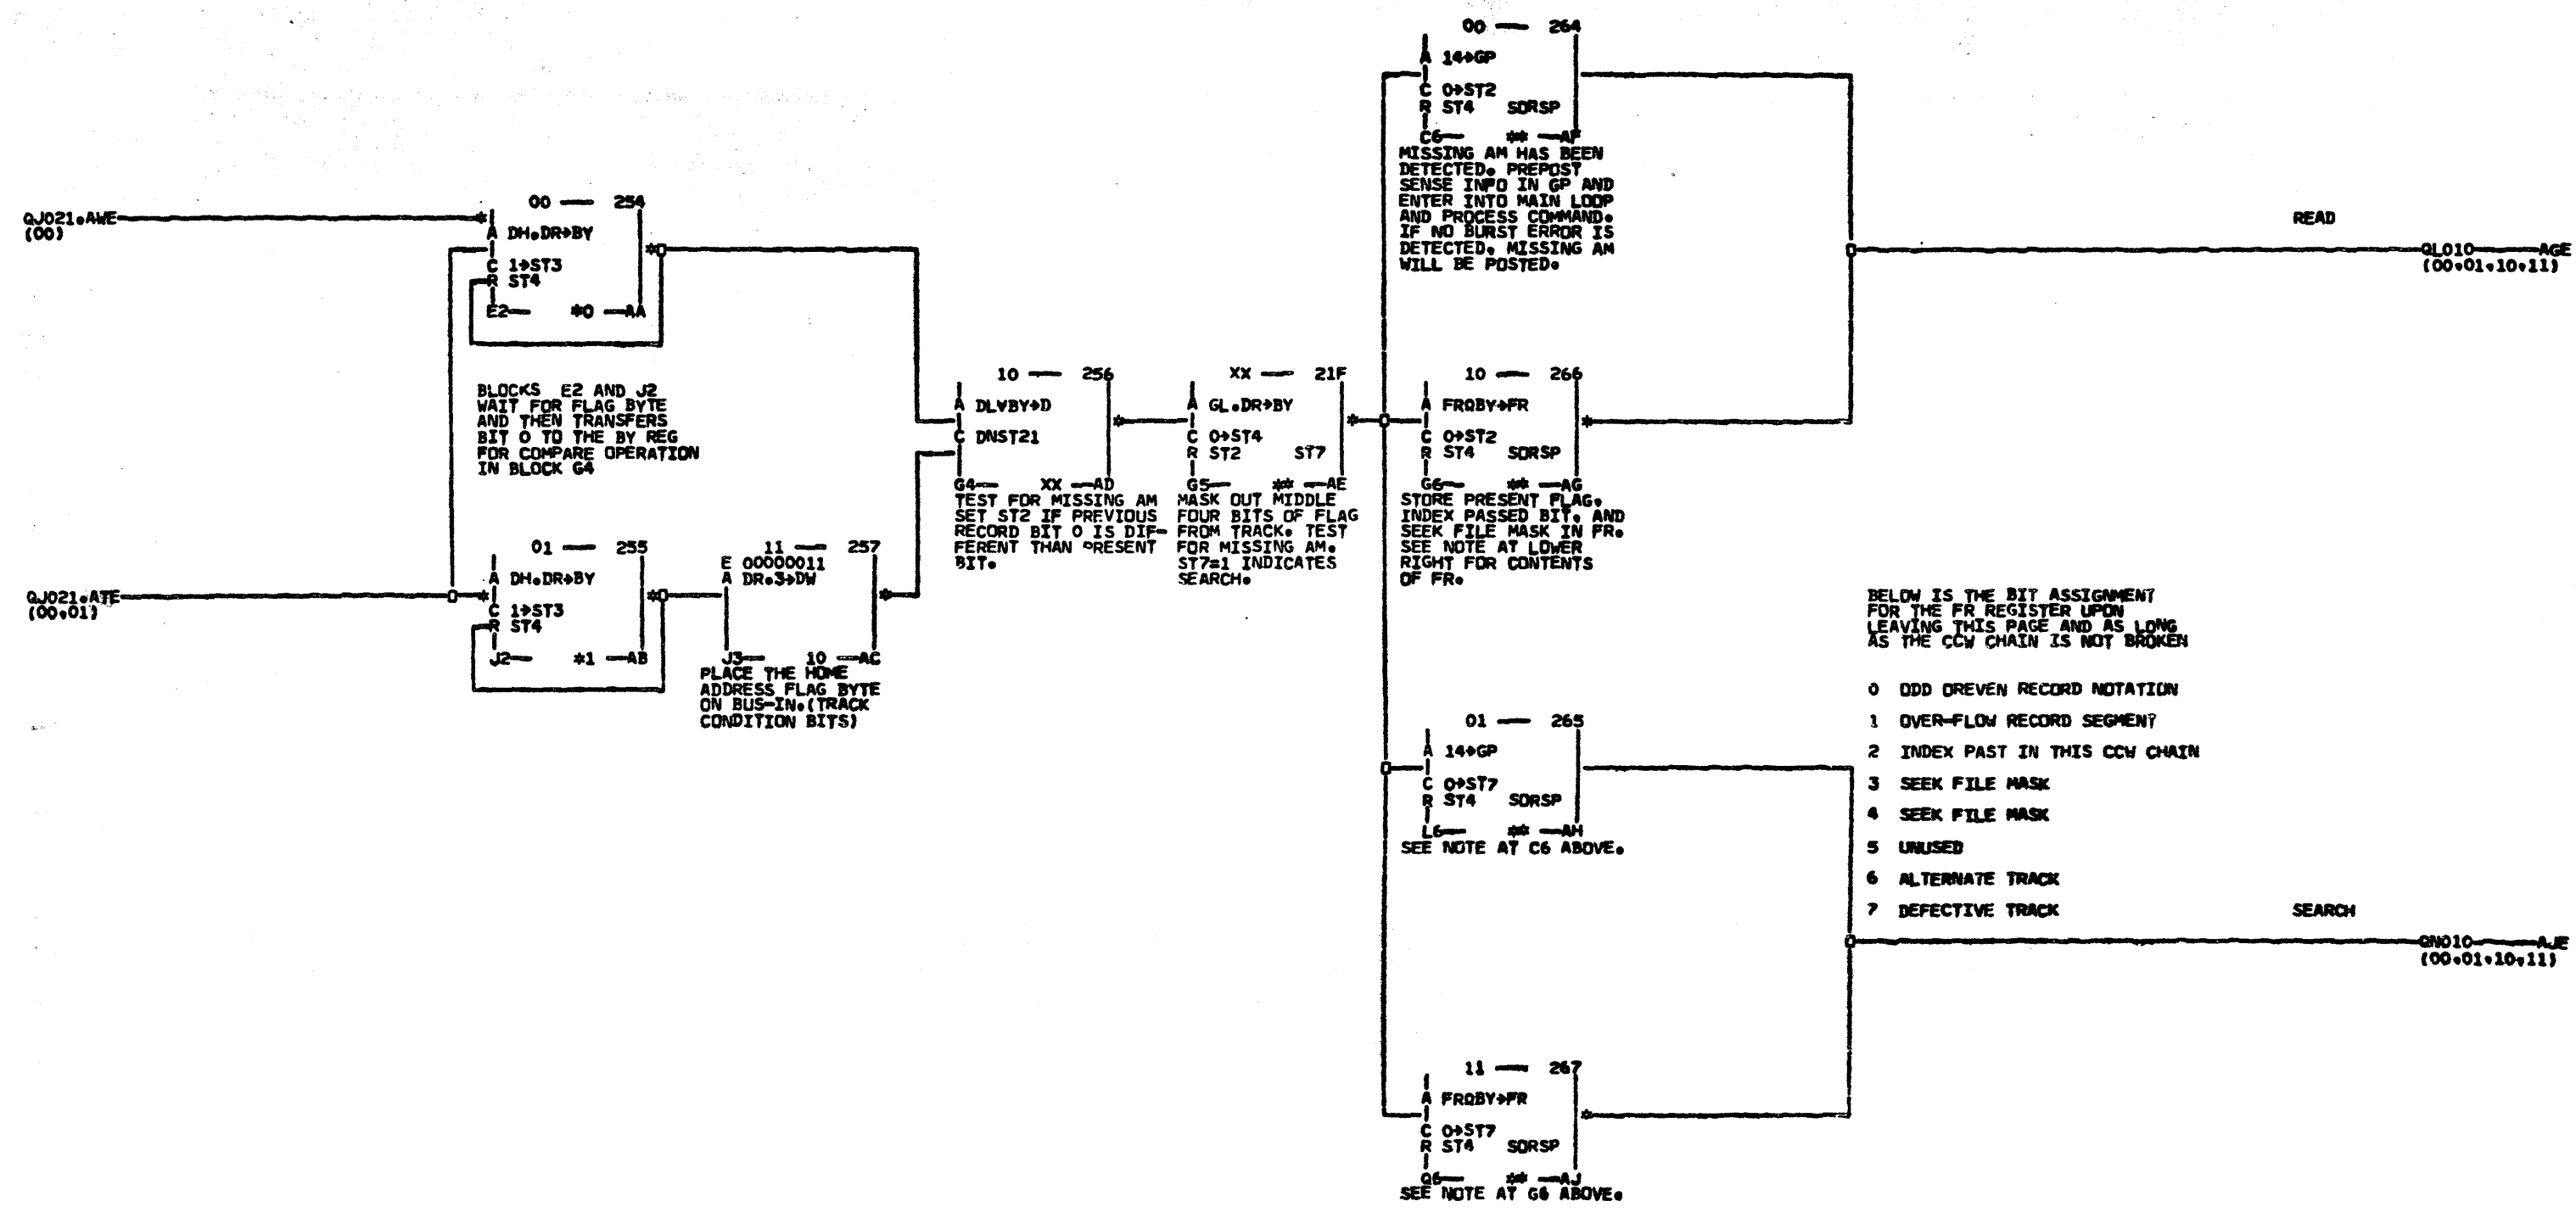 QJ021.AWE
(00)
00 — 254
A DH.DR→BY
C 1→ST3
R ST4
E2— *0 —AA
BLOCKS E2 AND J2
WAIT FOR FLAG BYTE
AND THEN TRANSFERS
BIT 0 TO THE BY REG
FOR COMPARE OPERATION
IN BLOCK G4
QJ021.ATE
(00,01)
01 — 255
A DH.DR→BY
C 1→ST3
R ST4
J2— *1 —AB
11 — 257
E 00000011
A DR.3→DW
J3— 10 —AC
PLACE THE HOME
ADDRESS FLAG BYTE
ON BUS-IN.(TRACK
CONDITION BITS)
10 — 256
A DLVBY→D
C DNST21
G4— XX —AD
TEST FOR MISSING AM
SET ST2 IF PREVIOUS
RECORD BIT 0 IS DIF-
FERENT THAN PRESENT
BIT.
XX — 21F
A GL.DR→BY
C 0→ST4
R ST2 ST7
G5— ** —AE
MASK OUT MIDDLE
FOUR BITS OF FLAG
FROM TRACK. TEST
FOR MISSING AM.
ST7=1 INDICATES
SEARCH.
00 — 264
A 14→GP
C 0→ST2
R ST4 SORSP
C6— ** —AF
MISSING AM HAS BEEN
DETECTED. PREPOST
SENSE INFO IN GP AND
ENTER INTO MAIN LOOP
AND PROCESS COMMAND.
IF NO BURST ERROR IS
DETECTED, MISSING AM
WILL BE POSTED.
10 — 266
A FRΩBY→FR
C 0→ST2
R ST4 SORSP
G6— ** —AG
STORE PRESENT FLAG,
INDEX PASSED BIT, AND
SEEK FILE MASK IN FR.
SEE NOTE AT LOWER
RIGHT FOR CONTENTS
OF FR.
01 — 265
A 14→GP
C 0→ST7
R ST4 SORSP
L6— ** —AH
SEE NOTE AT C6 ABOVE.
11 — 267
A FRΩBY→FR
C 0→ST7
R ST4 SORSP
Q6— ** —AJ
SEE NOTE AT G6 ABOVE.
READ
QL010—AGE
(00,01,10,11)
BELOW IS THE BIT ASSIGNMENT
FOR THE FR REGISTER UPON
LEAVING THIS PAGE AND AS LONG
AS THE CCW CHAIN IS NOT BROKEN
0 ODD OREVEN RECORD NOTATION
1 OVER-FLOW RECORD SEGMENT
2 INDEX PAST IN THIS CCW CHAIN
3 SEEK FILE MASK
4 SEEK FILE MASK
5 UNUSED
6 ALTERNATE TRACK
7 DEFECTIVE TRACK
SEARCH
QN010—AJE
(00,01,10,11)